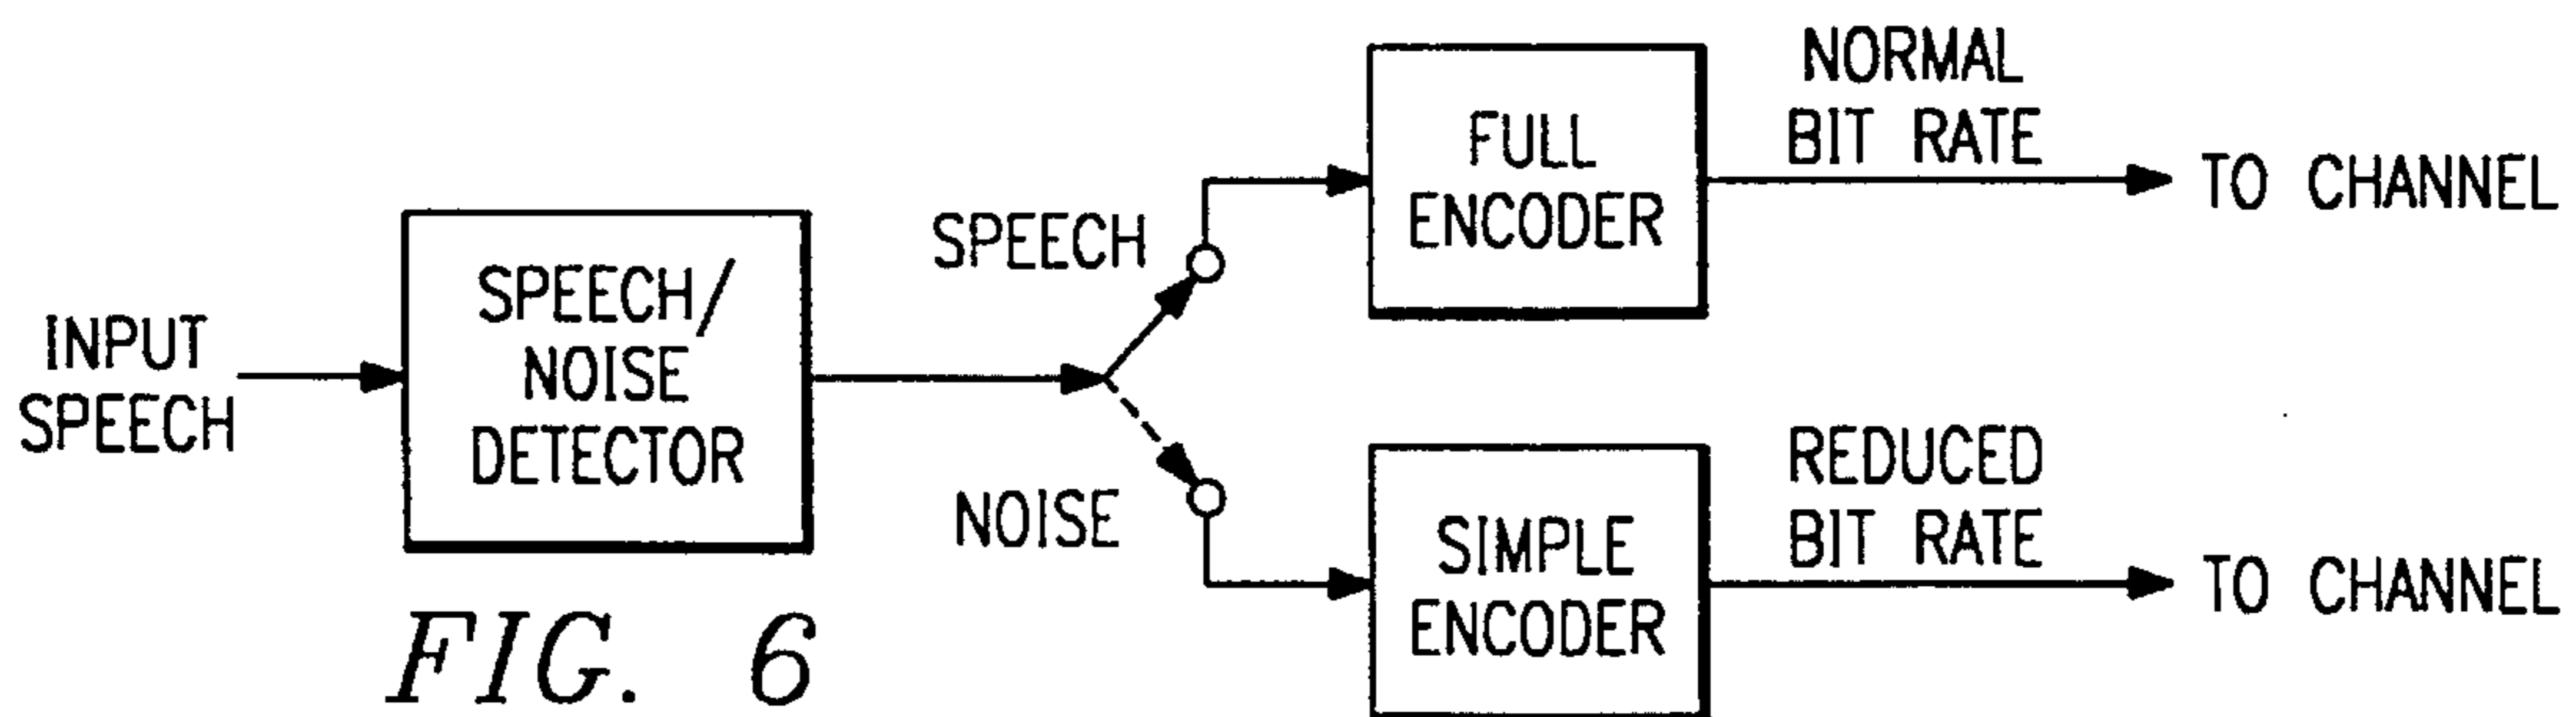 INPUT
SPEECH
SPEECH/
NOISE
DETECTOR
SPEECH
NOISE
FULL
ENCODER
NORMAL
BIT RATE
TO CHANNEL
SIMPLE
ENCODER
REDUCED
BIT RATE
TO CHANNEL
FIG. 6